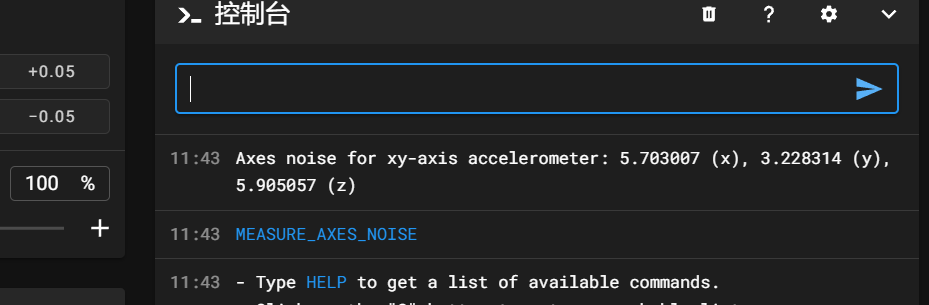 控制台
+0.05
−0.05
100 %
11:43 Axes noise for xy-axis accelerometer: 5.703007 (x), 3.228314 (y),
5.905057 (z)
11:43 MEASURE_AXES_NOISE
11:43 - Type HELP to get a list of available commands.